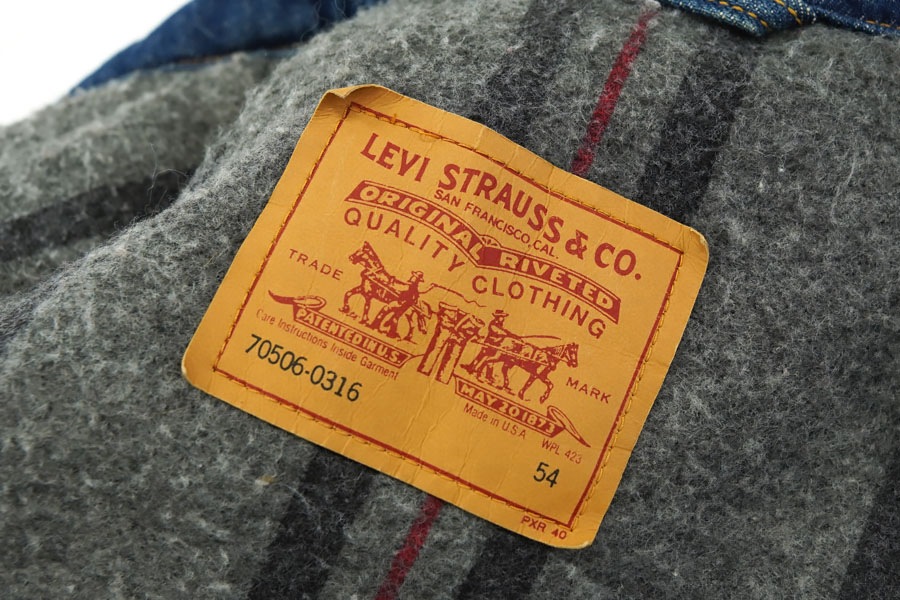 LEVI STRAUSS & CO.
SAN FRANCISCO, CAL.
ORIGINAL RIVETED
QUALITY CLOTHING
TRADE MARK
PATENTED IN U.S.
MAY 20 1873
Care Instructions Inside Garment
Made in U.S.A
WPL 423
70506-0316
54
PXR 40